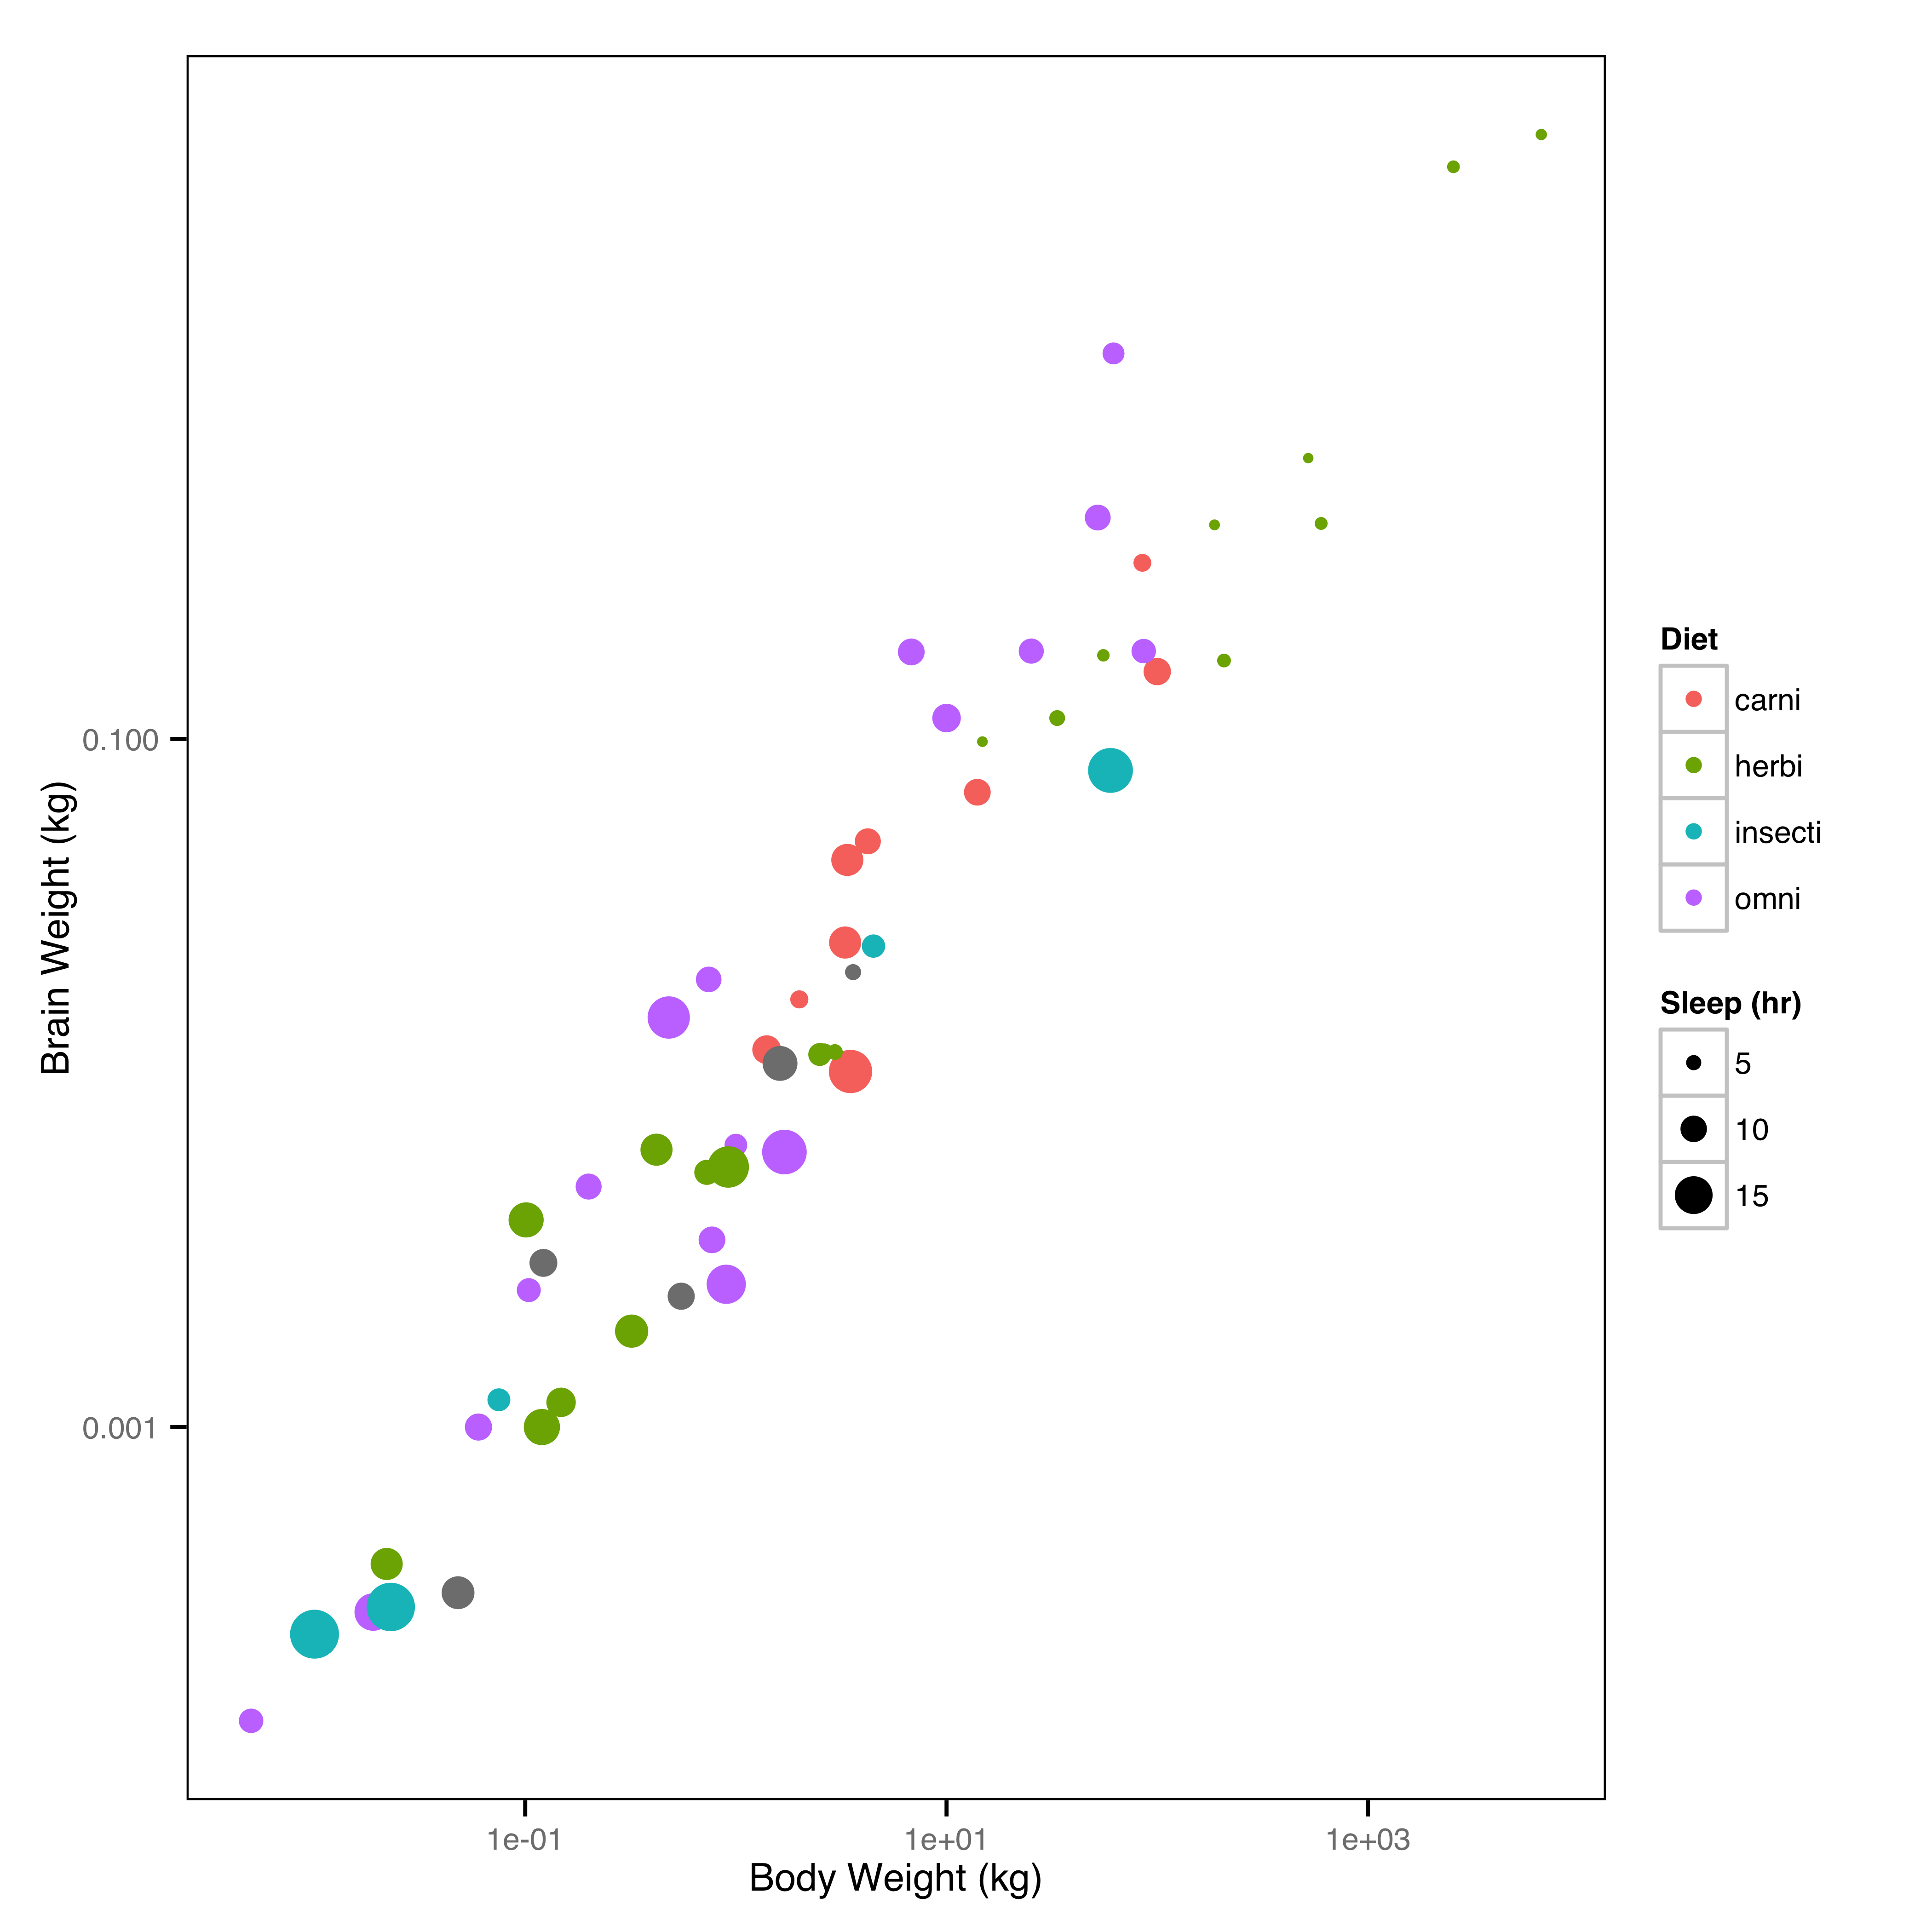 0.100
0.001
Brain Weight (kg)
1e-01
1e+01
1e+03
Body Weight (kg)
Diet
carni
herbi
insecti
omni
Sleep (hr)
5
10
15